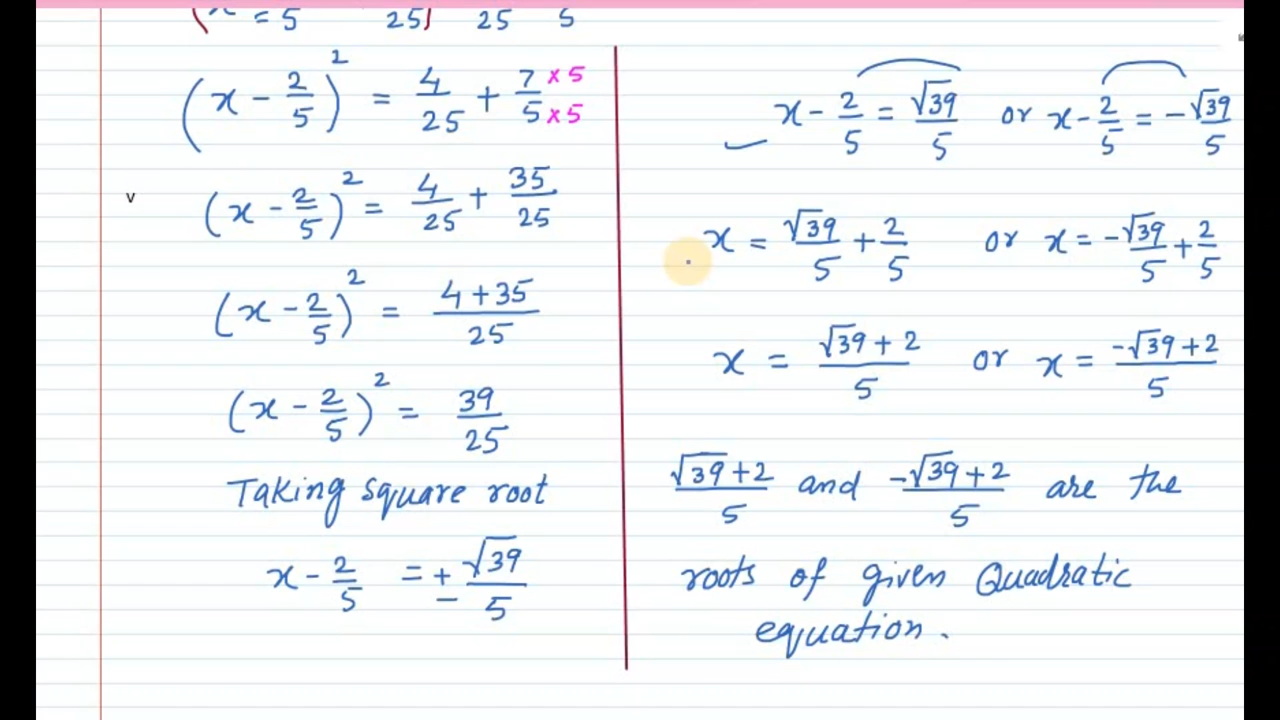 (x - 2/5)² = 4/25 + 7/5 ×5 ×5
v
(x - 2/5)² = 4/25 + 35/25
(x - 2/5)² = 4+35/25
(x - 2/5)² = 39/25
Taking square root
x - 2/5 = ± √39/5
x - 2/5 = √39/5 or x - 2/5 = -√39/5
x = √39/5 + 2/5 or x = -√39/5 + 2/5
x = √39 + 2/5 or x = -√39 + 2/5
√39 + 2/5 and -√39 + 2/5 are the
roots of given Quadratic
equation.